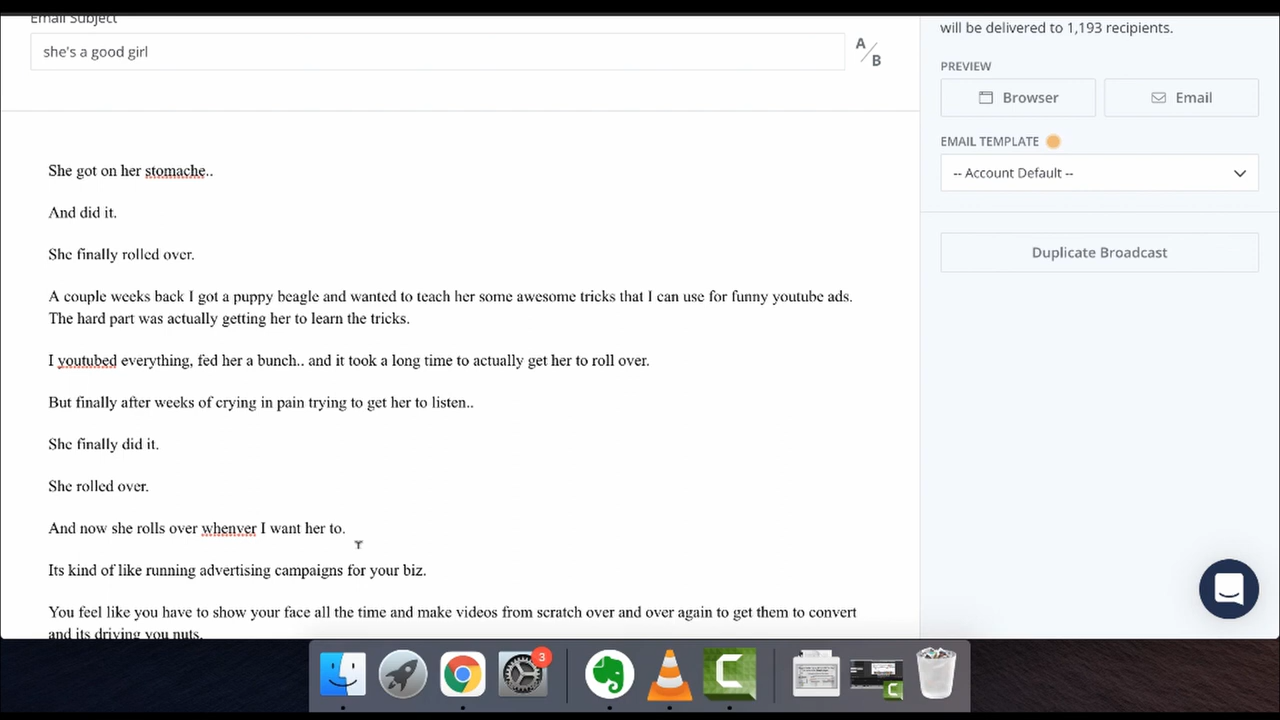 Email Subject
will be delivered to 1,193 recipients.
she's a good girl
A/B
PREVIEW
Browser
Email
EMAIL TEMPLATE
-- Account Default --
Duplicate Broadcast
She got on her stomache..
And did it.
She finally rolled over.
A couple weeks back I got a puppy beagle and wanted to teach her some awesome tricks that I can use for funny youtube ads.
The hard part was actually getting her to learn the tricks.
I youtubed everything, fed her a bunch.. and it took a long time to actually get her to roll over.
But finally after weeks of crying in pain trying to get her to listen..
She finally did it.
She rolled over.
And now she rolls over whenver I want her to.
Its kind of like running advertising campaigns for your biz.
You feel like you have to show your face all the time and make videos from scratch over and over again to get them to convert
and its driving you nuts.
3